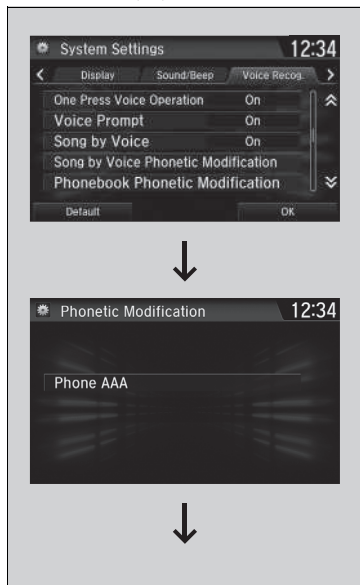 System Settings 12:34
Display Sound/Beep Voice Recog.
One Press Voice Operation On
Voice Prompt On
Song by Voice On
Song by Voice Phonetic Modification
Phonebook Phonetic Modification
Default OK
Phonetic Modification 12:34
Phone AAA